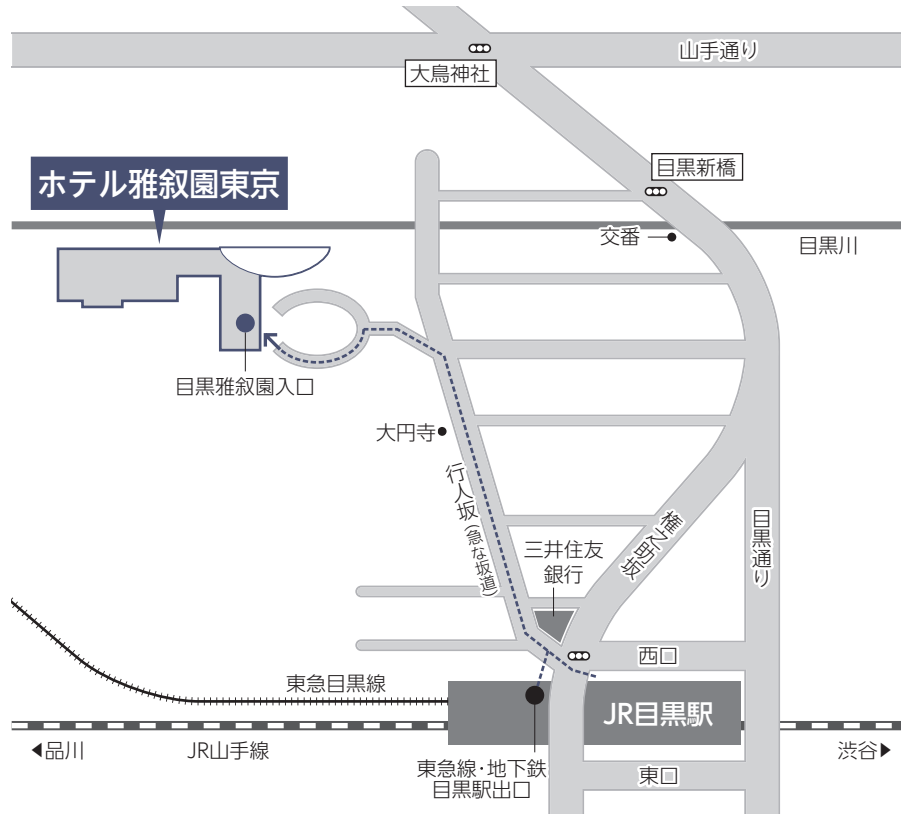 山手通り
大鳥神社
目黒新橋
ホテル雅叙園東京
交番
目黒川
目黒雅叙園入口
大円寺
行人坂(急な坂道)
権之助坂
目黒通り
三井住友
銀行
西口
東急目黒線
JR目黒駅
◀品川
JR山手線
渋谷▶
東急線・地下鉄
目黒駅出口
東口